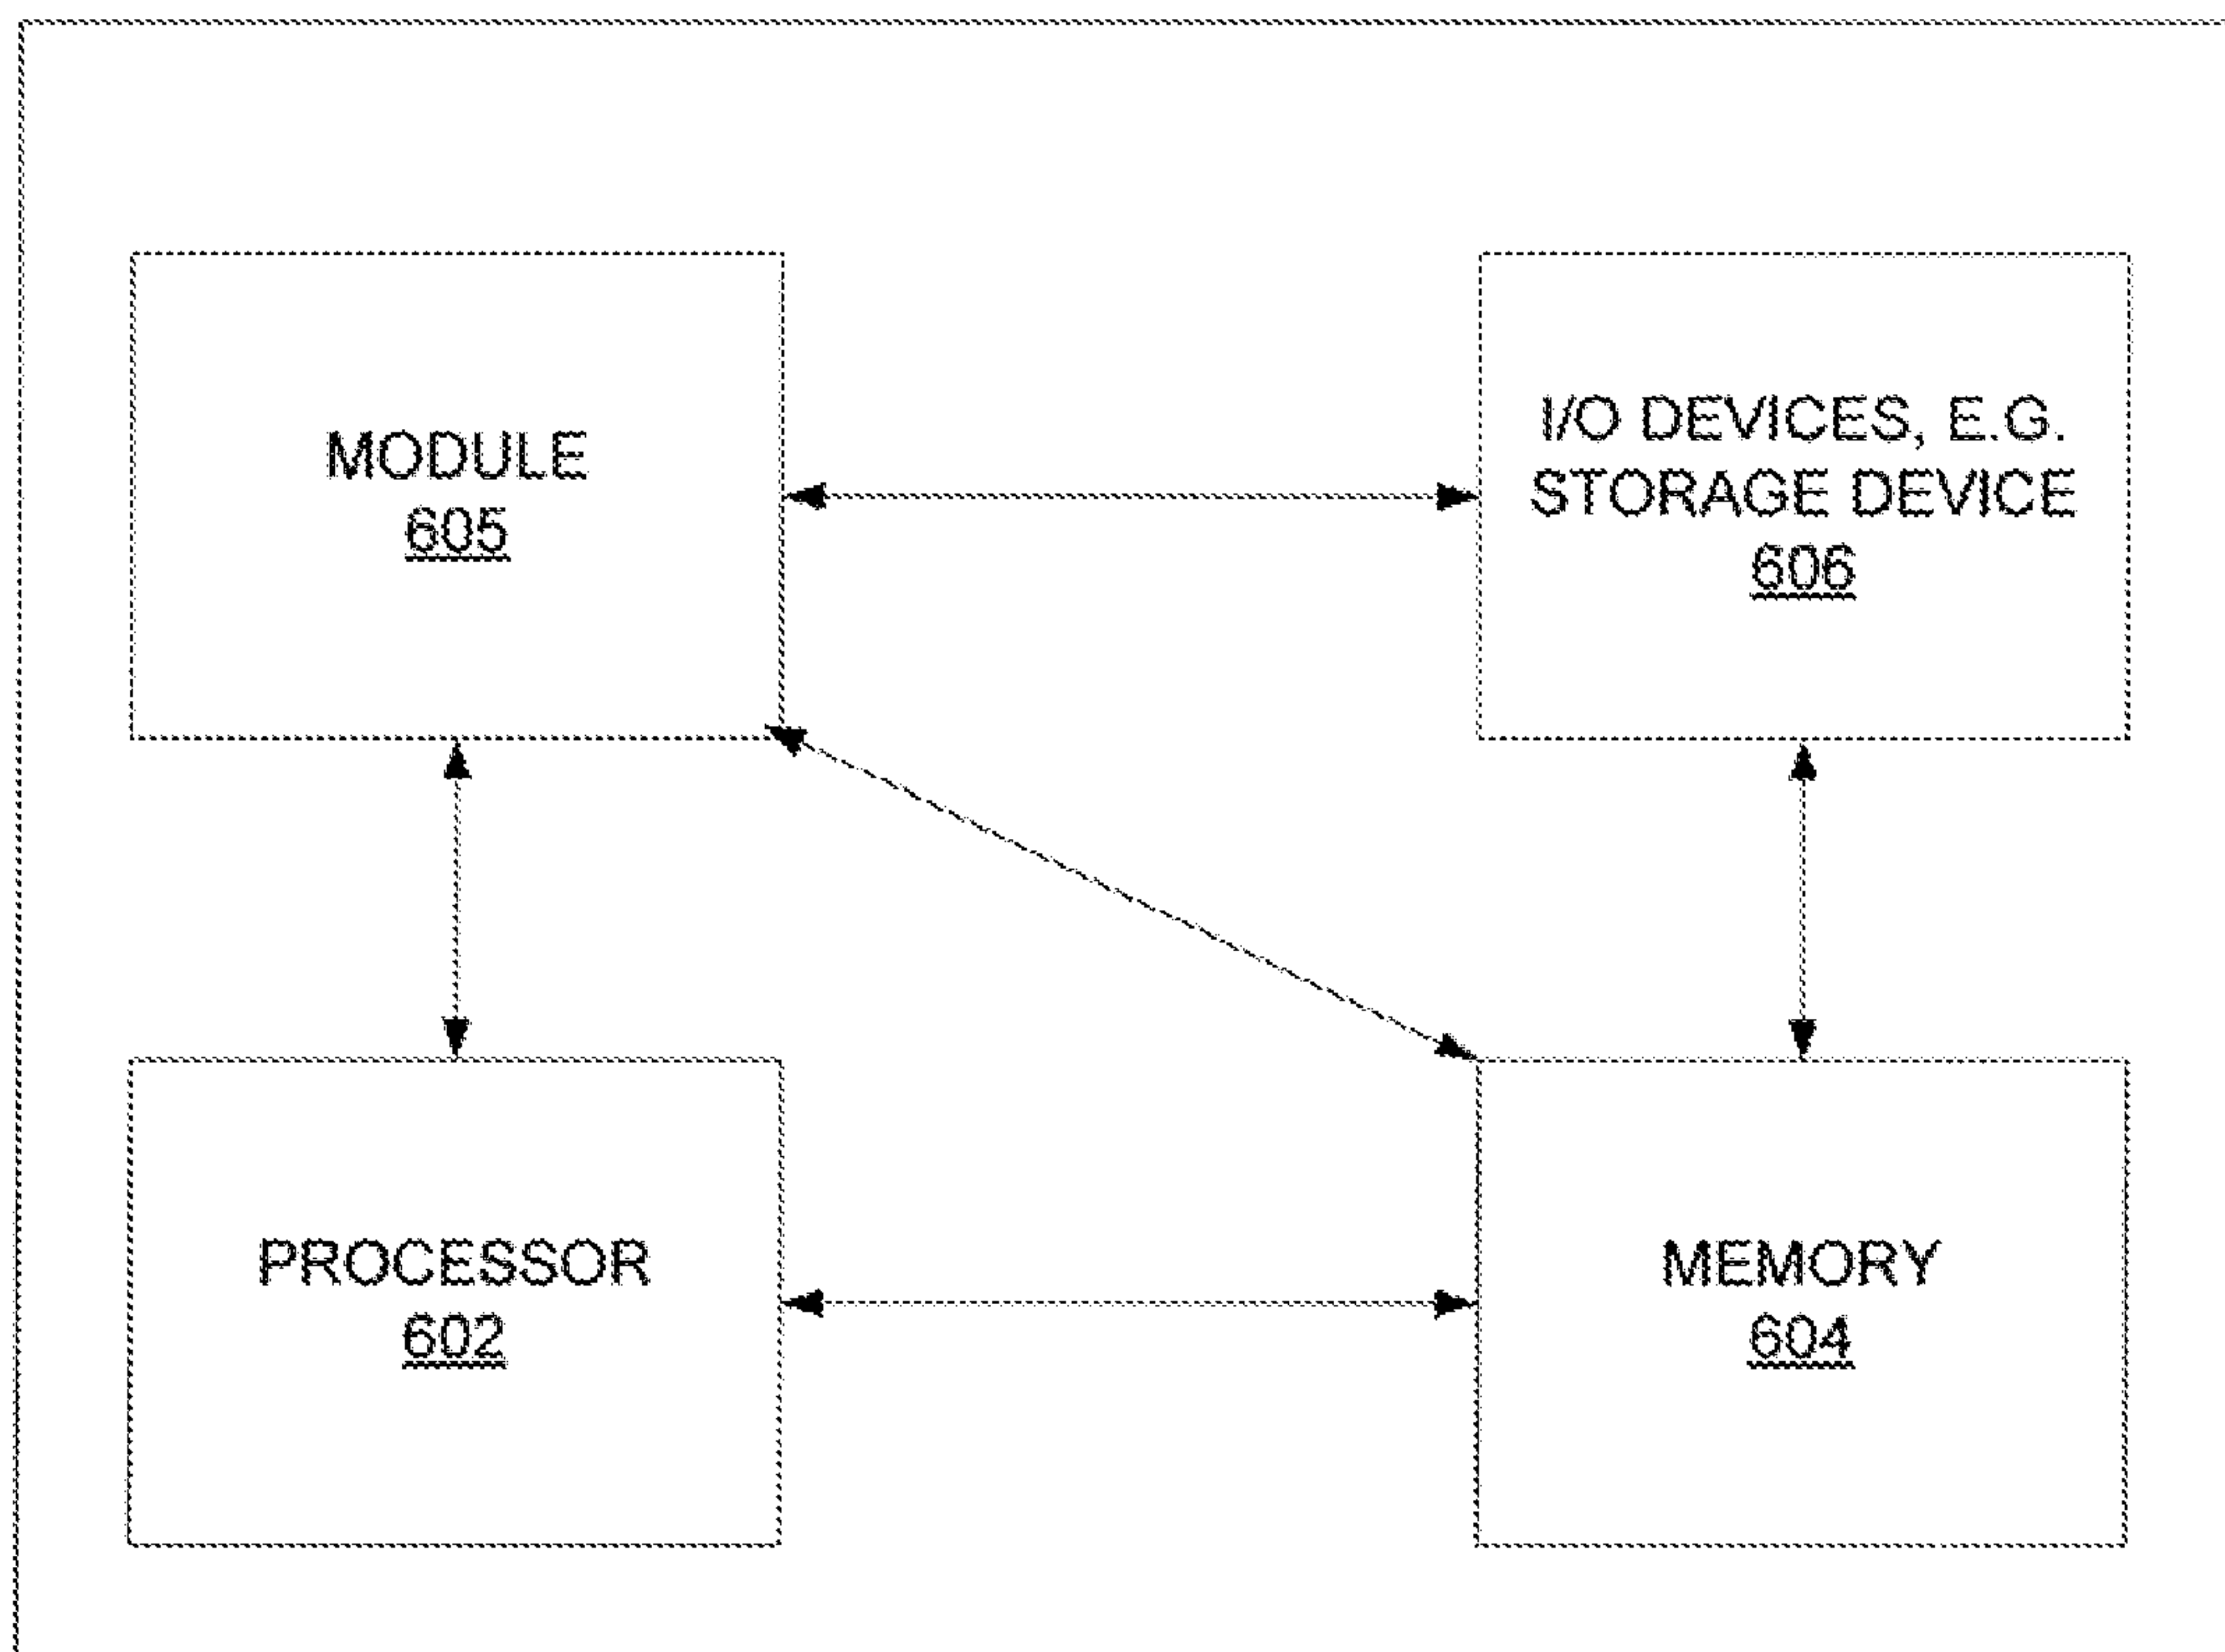 MODULE
605
I/O DEVICES, E.G.
STORAGE DEVICE
606
PROCESSOR
602
MEMORY
604